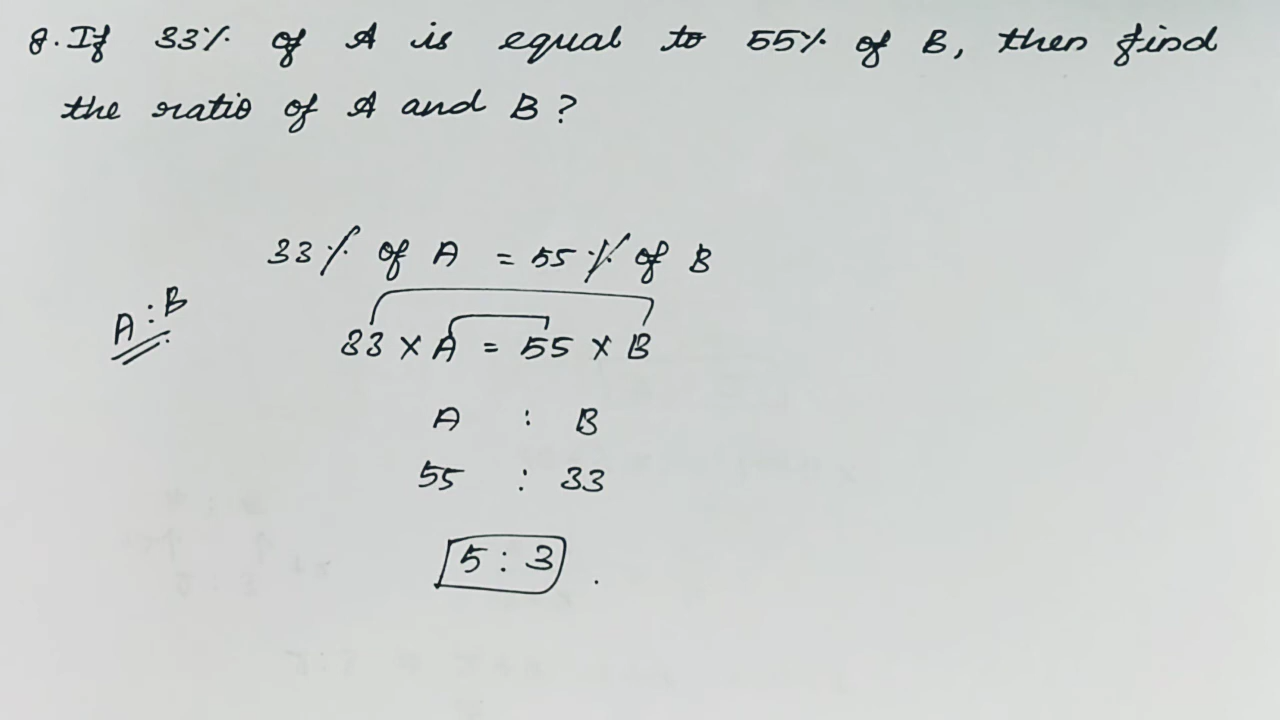 8. If 33% of A is equal to 55% of B, then find
the ratio of A and B?
33% of A = 55% of B
A:B
33 × A = 55 × B
A : B
55 : 33
5 : 3